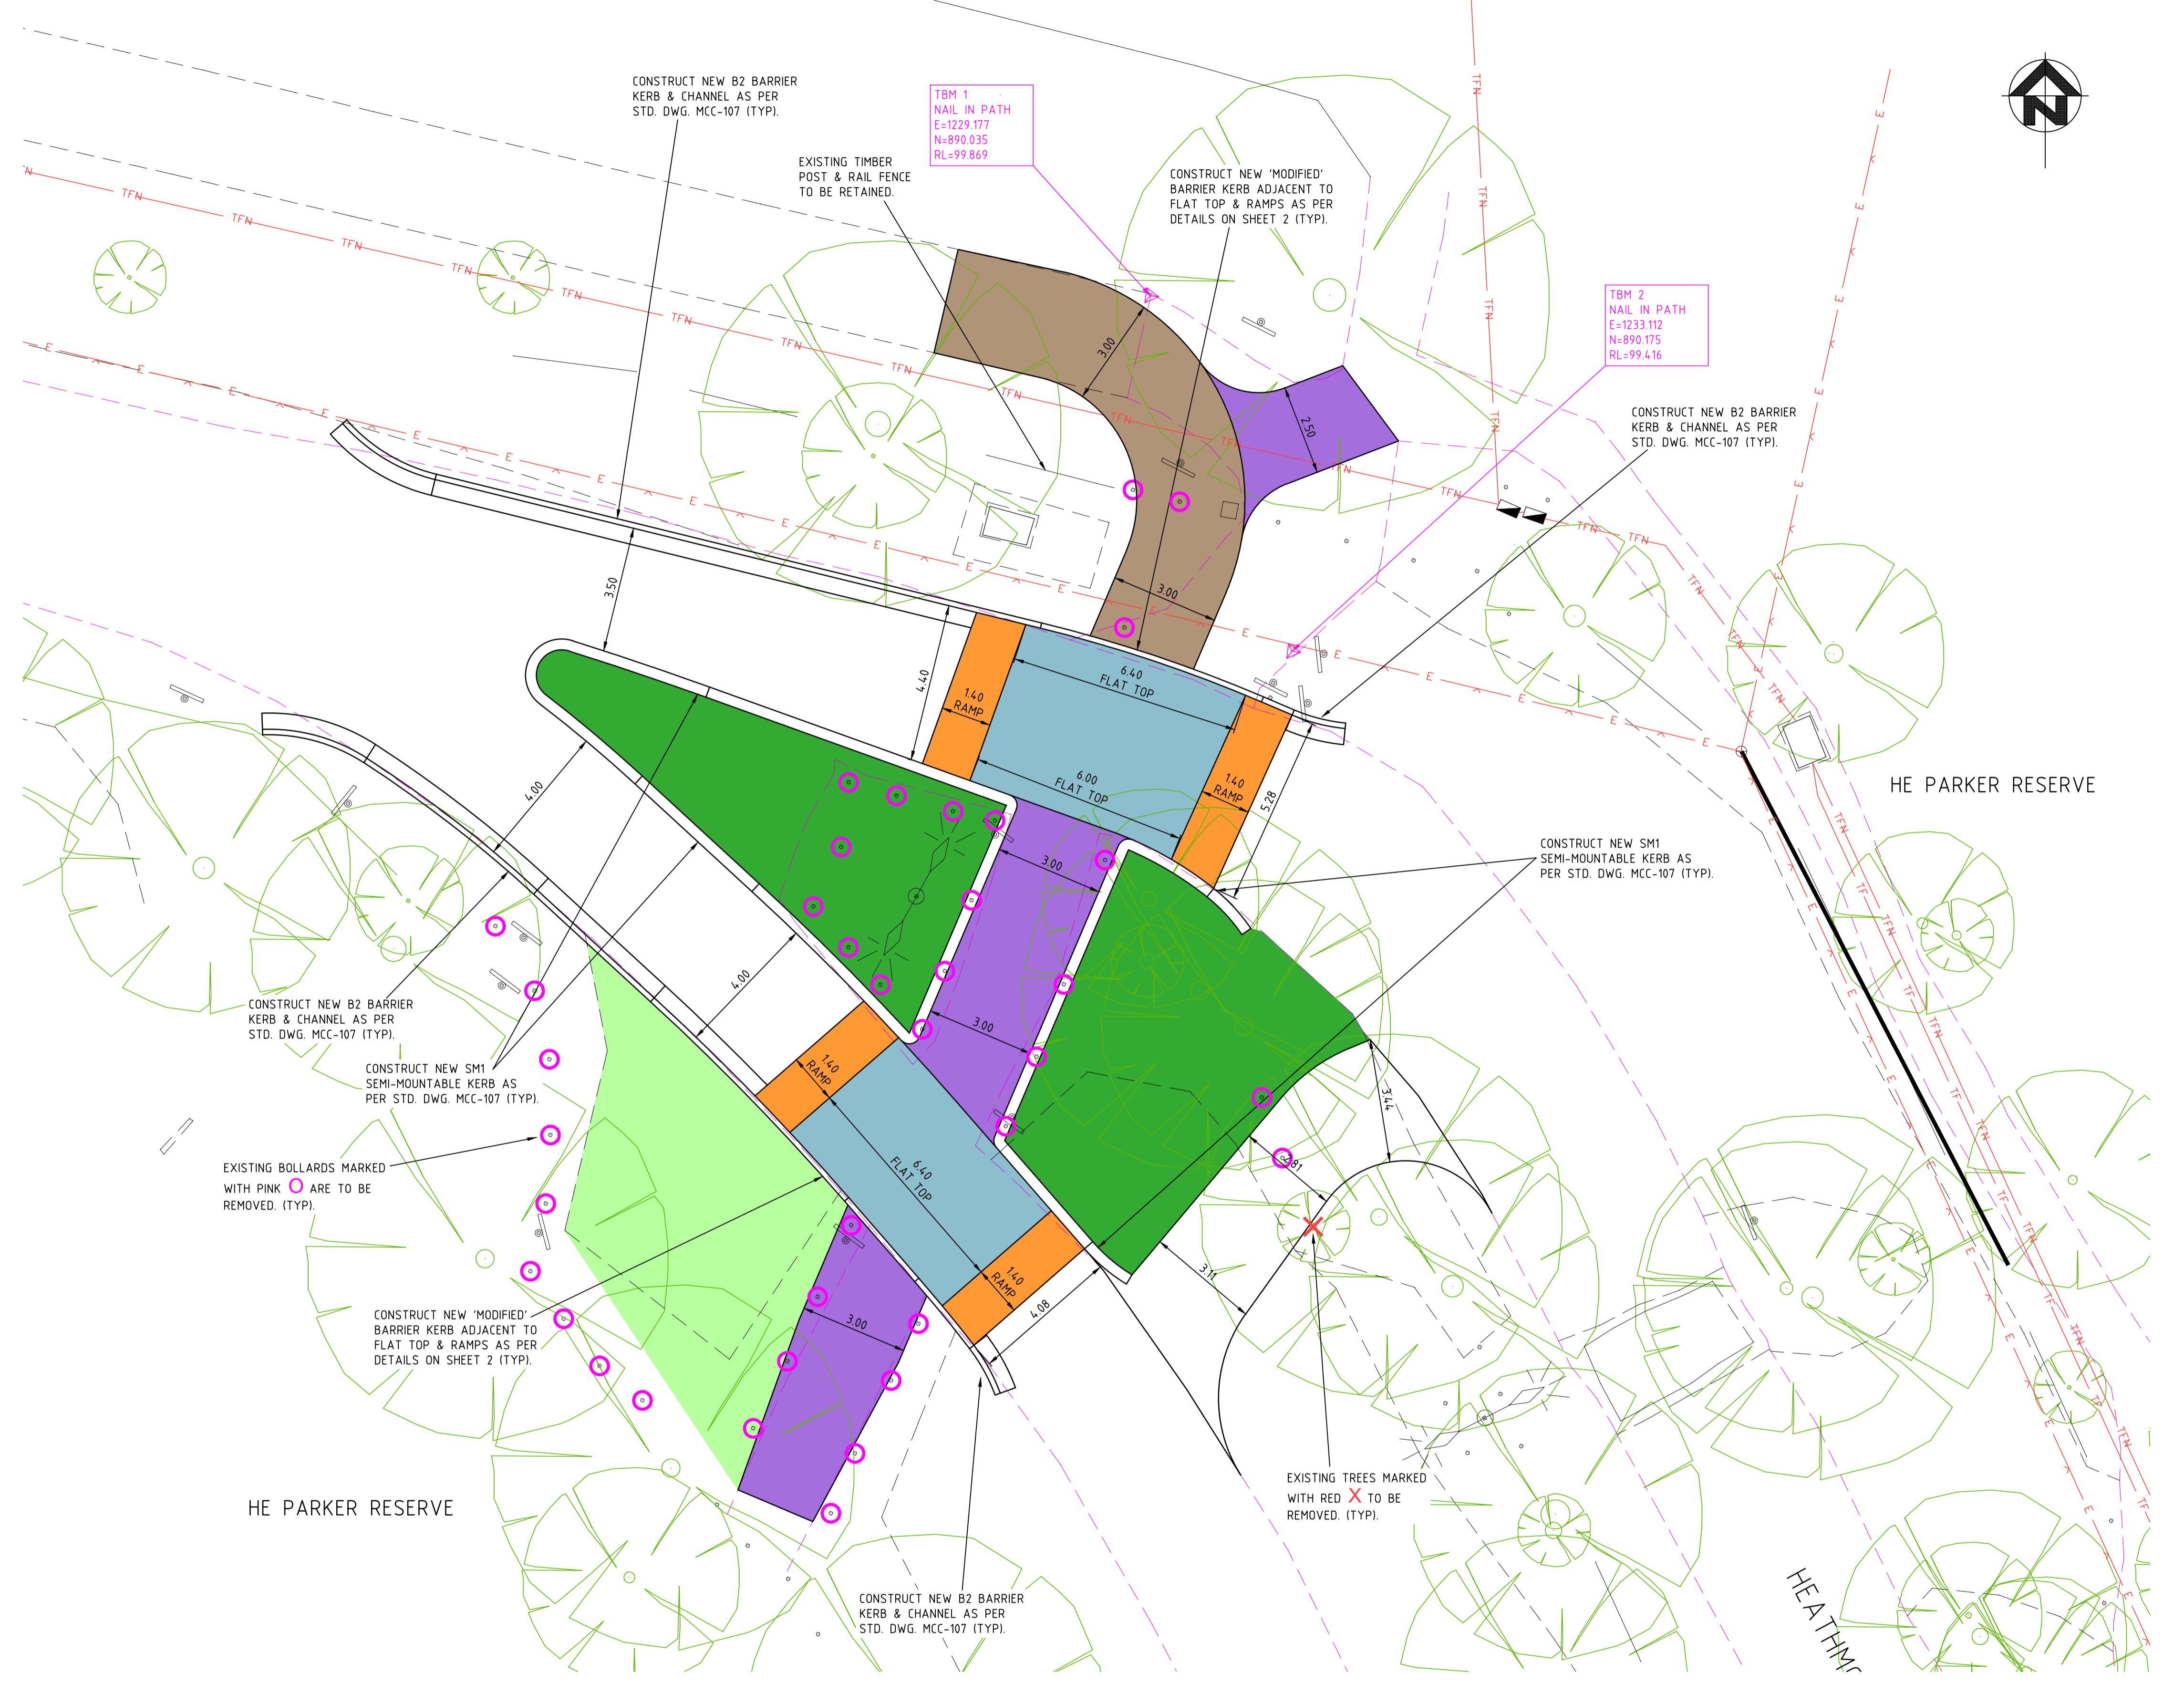 CONSTRUCT NEW B2 BARRIER
KERB & CHANNEL AS PER
STD. DWG. MCC-107 (TYP).
TBM 1
NAIL IN PATH
E=1229.177
N=890.035
RL=99.869
N
EXISTING TIMBER
POST & RAIL FENCE
TO BE RETAINED.
CONSTRUCT NEW 'MODIFIED'
BARRIER KERB ADJACENT TO
FLAT TOP & RAMPS AS PER
DETAILS ON SHEET 2 (TYP).
TBM 2
NAIL IN PATH
E=1233.112
N=890.175
RL=99.416
CONSTRUCT NEW B2 BARRIER
KERB & CHANNEL AS PER
STD. DWG. MCC-107 (TYP).
TFN
E
3.00
2.50
3.50
3.00
4.40
6.40
FLAT TOP
1.40
RAMP
6.00
FLAT TOP
1.40
RAMP
5.28
4.00
HE PARKER RESERVE
CONSTRUCT NEW SM1
SEMI-MOUNTABLE KERB AS
PER STD. DWG. MCC-107 (TYP).
3.00
4.00
3.00
CONSTRUCT NEW B2 BARRIER
KERB & CHANNEL AS PER
STD. DWG. MCC-107 (TYP).
CONSTRUCT NEW SM1
SEMI-MOUNTABLE KERB AS
PER STD. DWG. MCC-107 (TYP).
1.40
RAMP
3.44
2.81
EXISTING BOLLARDS MARKED
WITH PINK O ARE TO BE
REMOVED. (TYP).
6.40
FLAT TOP
3.11
1.40
RAMP
4.08
CONSTRUCT NEW 'MODIFIED'
BARRIER KERB ADJACENT TO
FLAT TOP & RAMPS AS PER
DETAILS ON SHEET 2 (TYP).
3.00
EXISTING TREES MARKED
WITH RED X TO BE
REMOVED. (TYP).
HE PARKER RESERVE
CONSTRUCT NEW B2 BARRIER
KERB & CHANNEL AS PER
STD. DWG. MCC-107 (TYP).